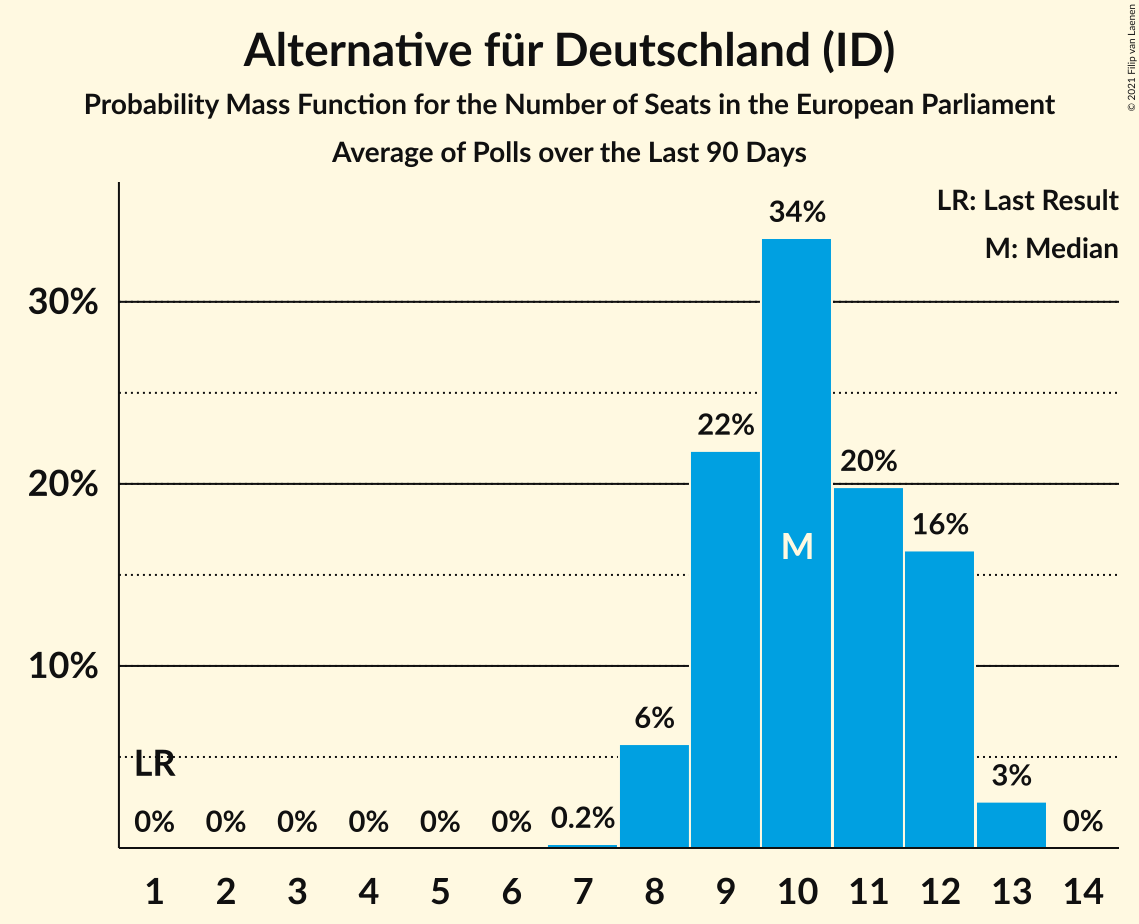 Alternative für Deutschland (ID)
Probability Mass Function for the Number of Seats in the European Parliament
Average of Polls over the Last 90 Days
© 2021 Filip van Laenen
LR: Last Result
M: Median
34%
30%
22%
20%
20%
16%
M
10%
6%
LR
3%
0% 0% 0% 0% 0% 0% 0.2% 0%
1 2 3 4 5 6 7 8 9 10 11 12 13 14